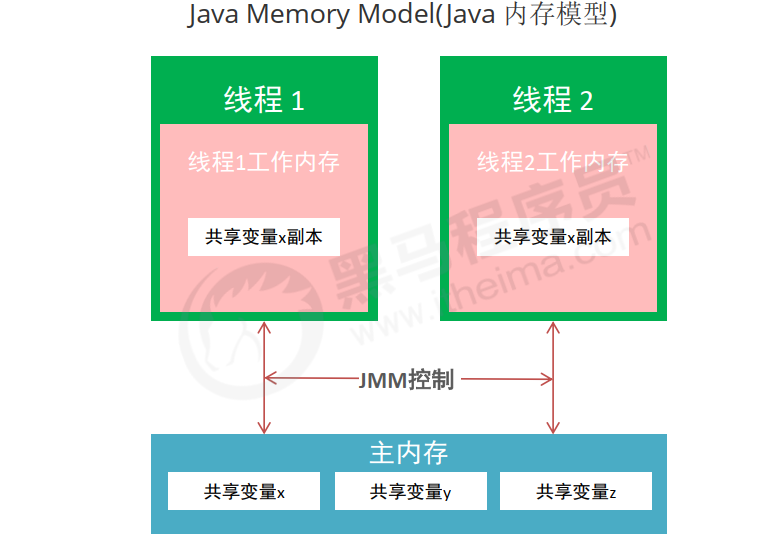 Java Memory Model(Java 内存模型)
线程 1
线程 2
线程1工作内存
线程2工作内存
共享变量x副本
共享变量x副本
黑马程序员™
www.itheima.com
JMM控制
主内存
共享变量x
共享变量y
共享变量z